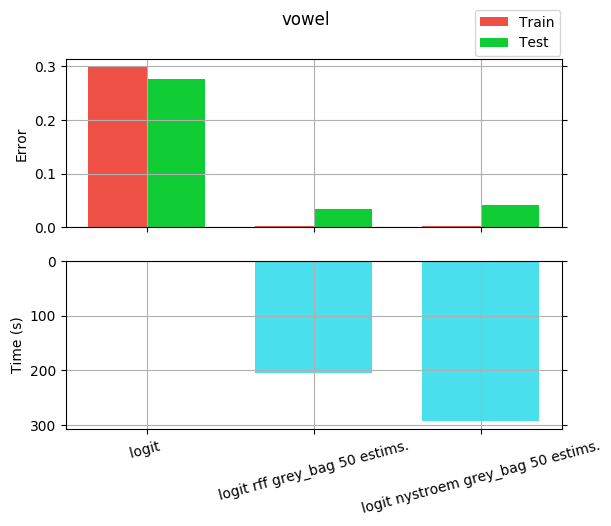 vowel
Train
Test
0.3
0.2
0.1
0.0
Error
0
100
200
300
Time (s)
logit
logit rff grey_bag 50 estims.
logit nystroem grey_bag 50 estims.